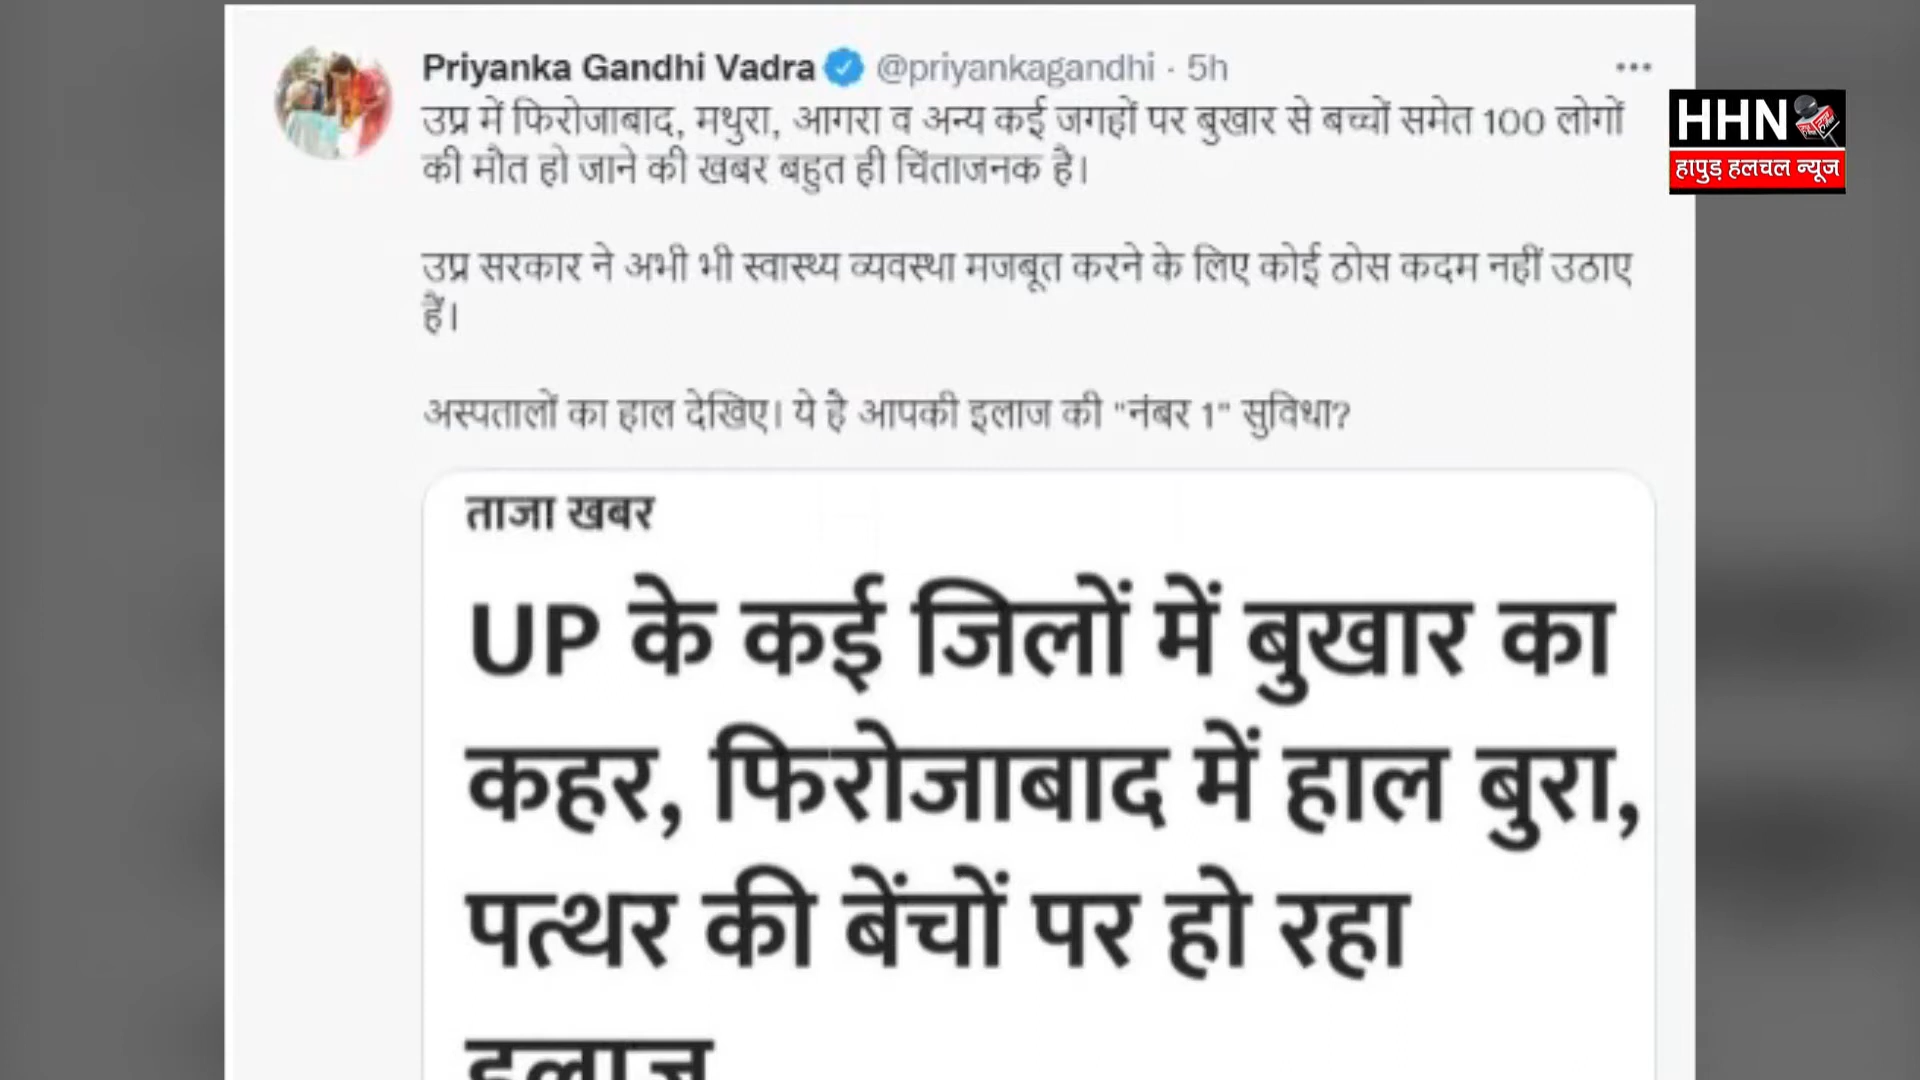 Priyanka Gandhi Vadra @priyankagandhi · 5h
उप्र में फिरोजाबाद, मथुरा, आगरा व अन्य कई जगहों पर बुखार से बच्चों समेत 100 लोगों
की मौत हो जाने की खबर बहुत ही चिंताजनक है।
उप्र सरकार ने अभी भी स्वास्थ्य व्यवस्था मजबूत करने के लिए कोई ठोस कदम नहीं उठाए
हैं।
अस्पतालों का हाल देखिए। ये है आपकी इलाज की "नंबर 1" सुविधा?
ताजा खबर
UP के कई जिलों में बुखार का
कहर, फिरोजाबाद में हाल बुरा,
पत्थर की बेंचों पर हो रहा
इलाज
HHN
हापुड़ हलचल न्यूज